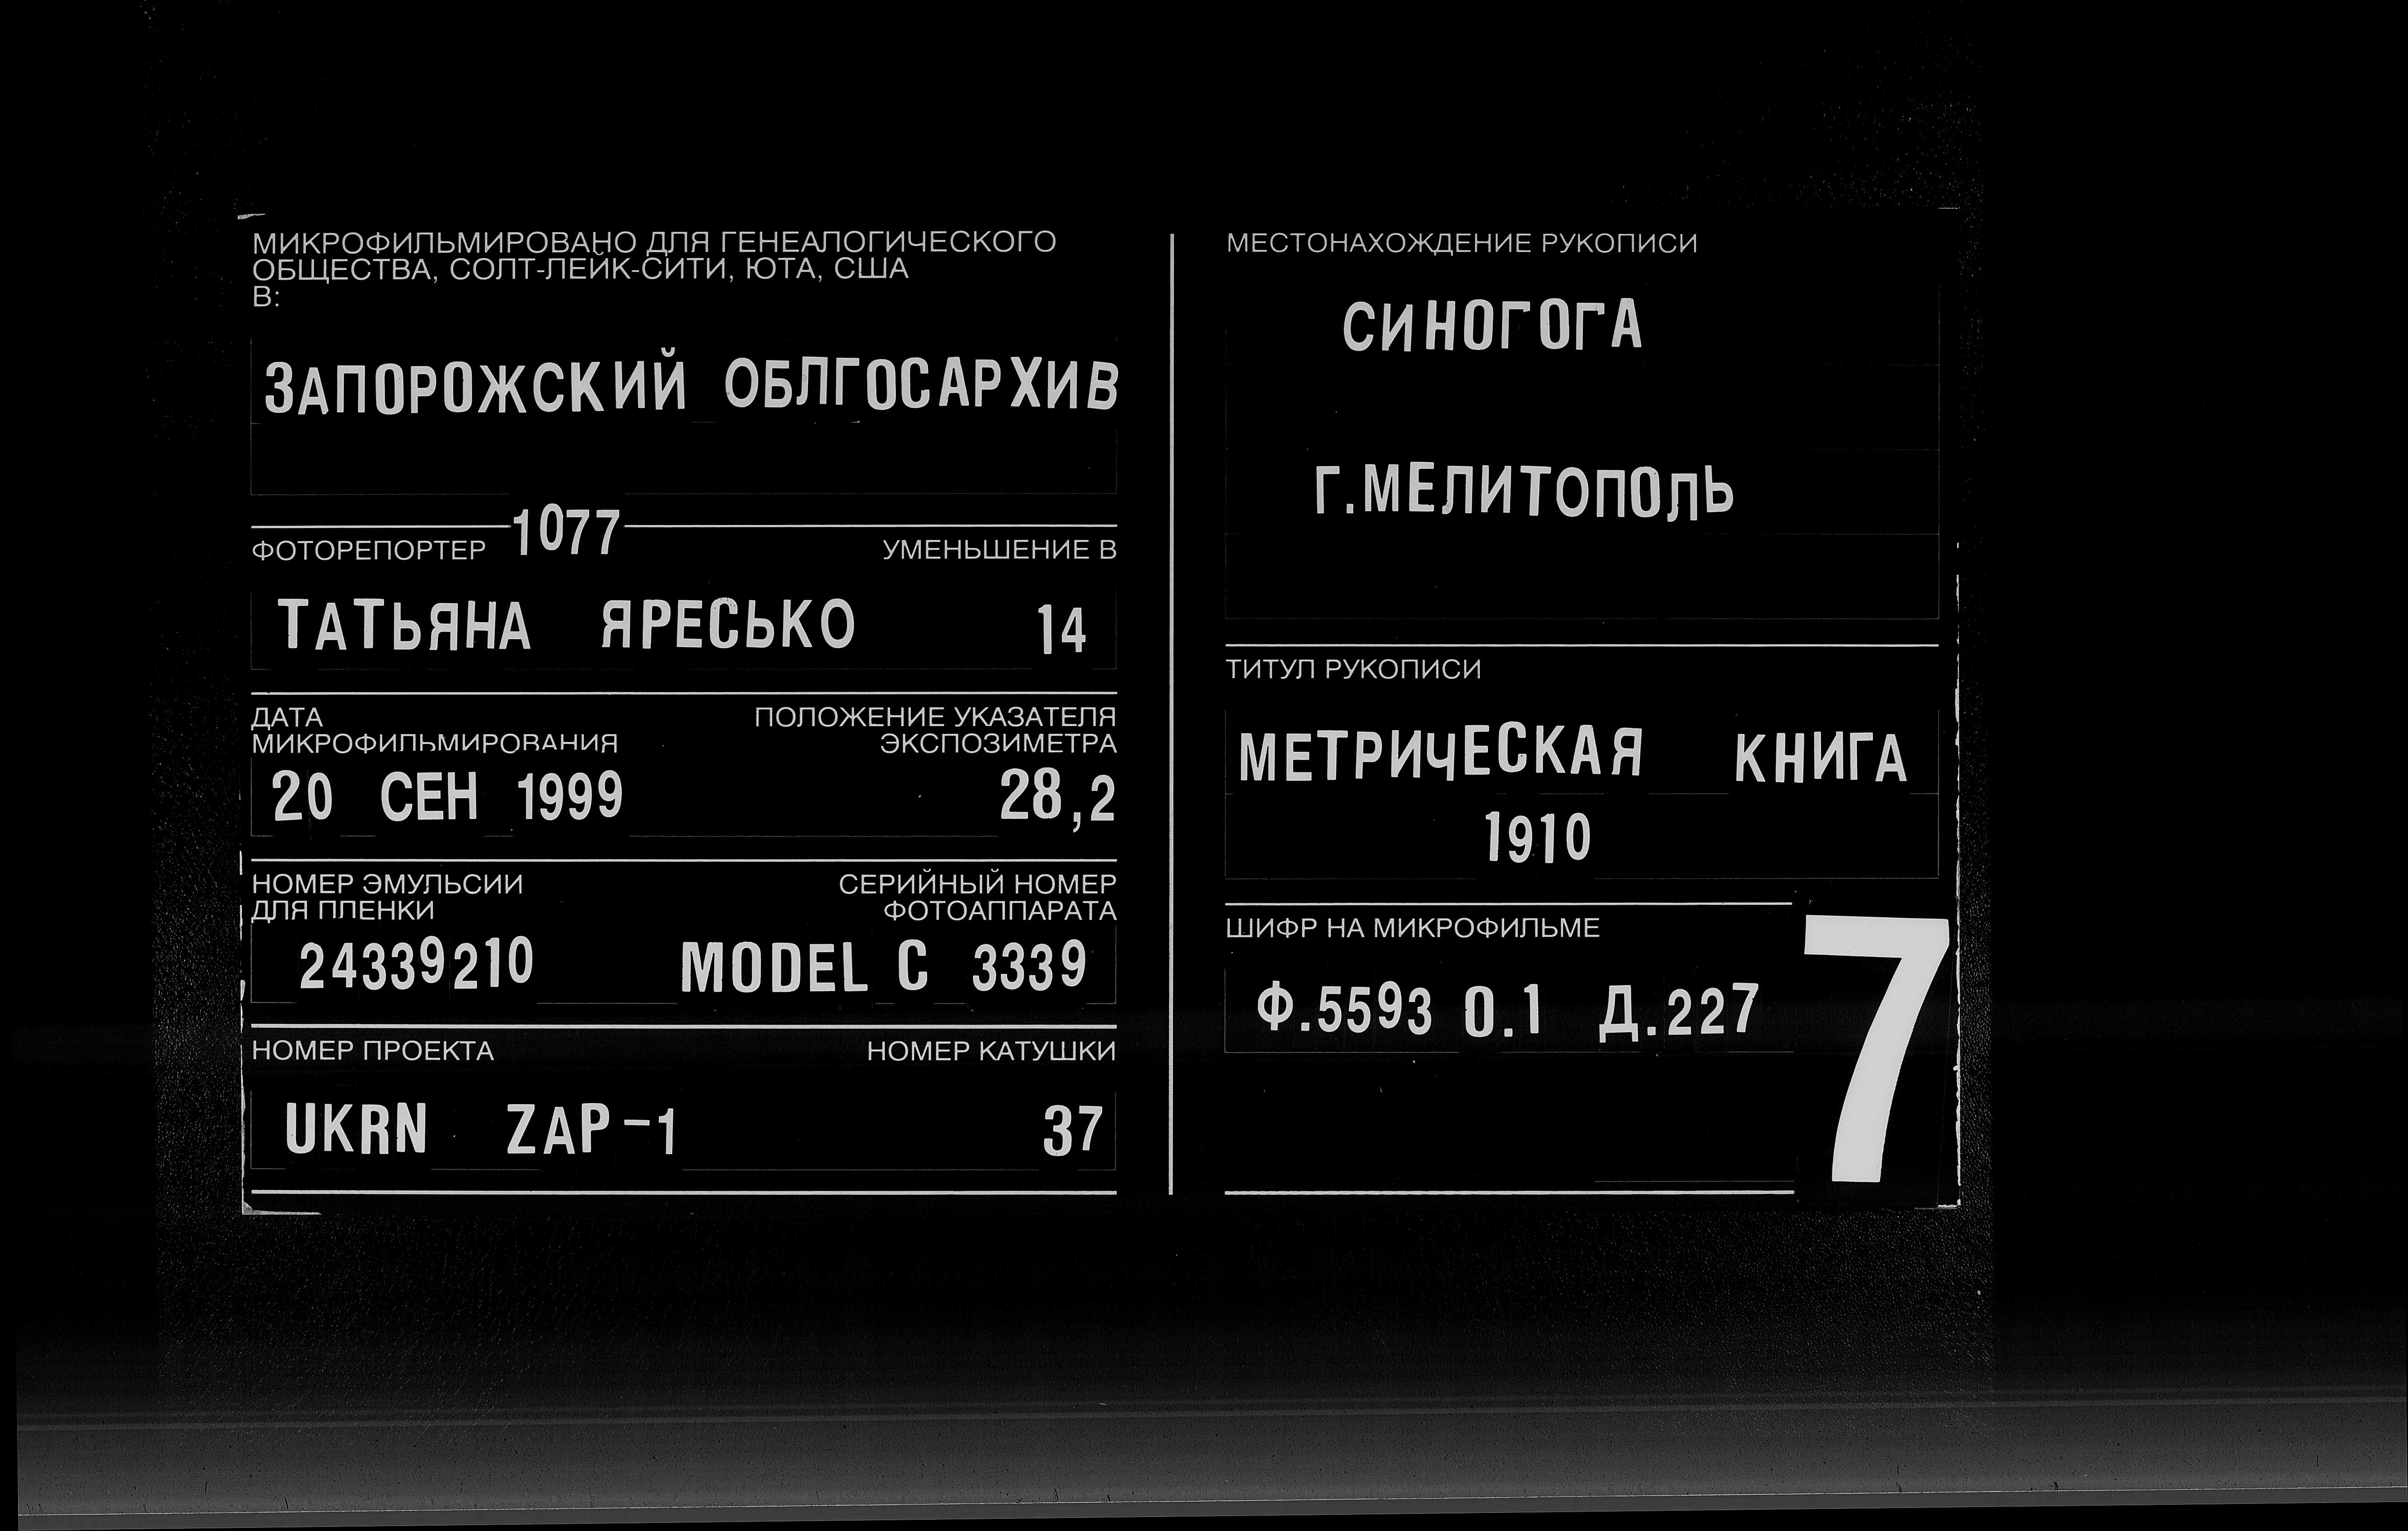 МИКРОФИЛЬМИРОВАНО ДЛЯ ГЕНЕАЛОГИЧЕСКОГО
ОБЩЕСТВА, СОЛТ-ЛЕЙК-СИТИ, ЮТА, США
В:
ЗАПОРОЖСКИЙ ОБЛГОСАРХИВ
1077
ФОТОРЕПОРТЕР УМЕНЬШЕНИЕ В
ТАТЬЯНА ЯРЕСЬКО 14
ДАТА ПОЛОЖЕНИЕ УКАЗАТЕЛЯ
МИКРОФИЛЬМИРОВАНИЯ ЭКСПОЗИМЕТРА
20 СЕН 1999 28,2
НОМЕР ЭМУЛЬСИИ СЕРИЙНЫЙ НОМЕР
ДЛЯ ПЛЕНКИ ФОТОАППАРАТА
24339210 MODEL C 3339
НОМЕР ПРОЕКТА НОМЕР КАТУШКИ
UKRN ZAP-1 37
МЕСТОНАХОЖДЕНИЕ РУКОПИСИ
СИНОГОГА
Г.МЕЛИТОПОЛЬ
ТИТУЛ РУКОПИСИ
МЕТРИЧЕСКАЯ КНИГА
1910
ШИФР НА МИКРОФИЛЬМЕ
Ф.5593 О.1 Д.227
7